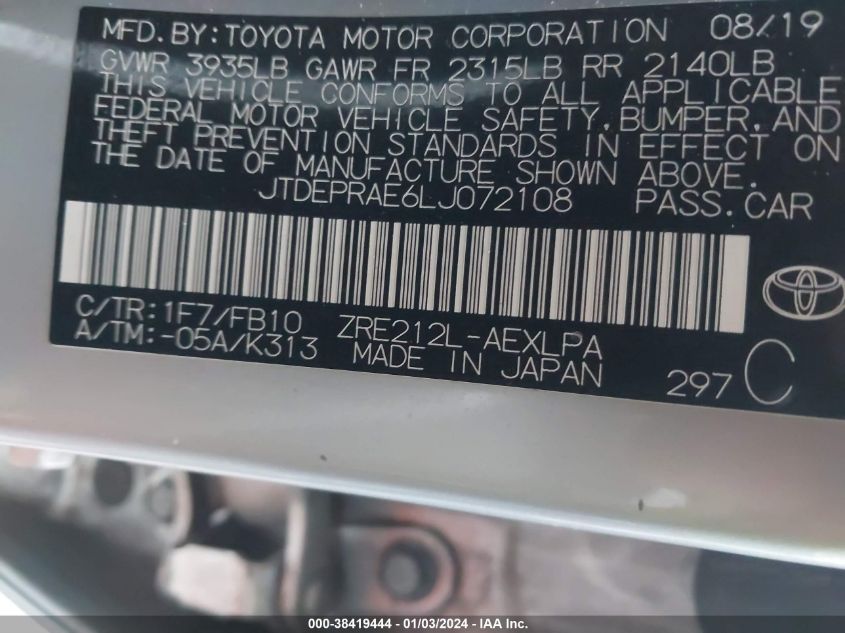 MFD.BY:TOYOTA MOTOR CORPORATION 08/19
GVWR 3935LB GAWR FR 2315LB RR 2140LB
THIS VEHICLE CONFORMS TO ALL APPLICABLE
FEDERAL MOTOR VEHICLE SAFETY,BUMPER,AND
THEFT PREVENTION STANDARDS IN EFFECT ON
THE DATE OF MANUFACTURE SHOWN ABOVE.
JTDEPRAE6LJ072108 PASS.CAR
C/TR:1F7/FB10 ZRE212L-AEXLPA
A/TM:-05A/K313 MADE IN JAPAN
297 C
000-38419444 - 01/03/2024 - IAA Inc.